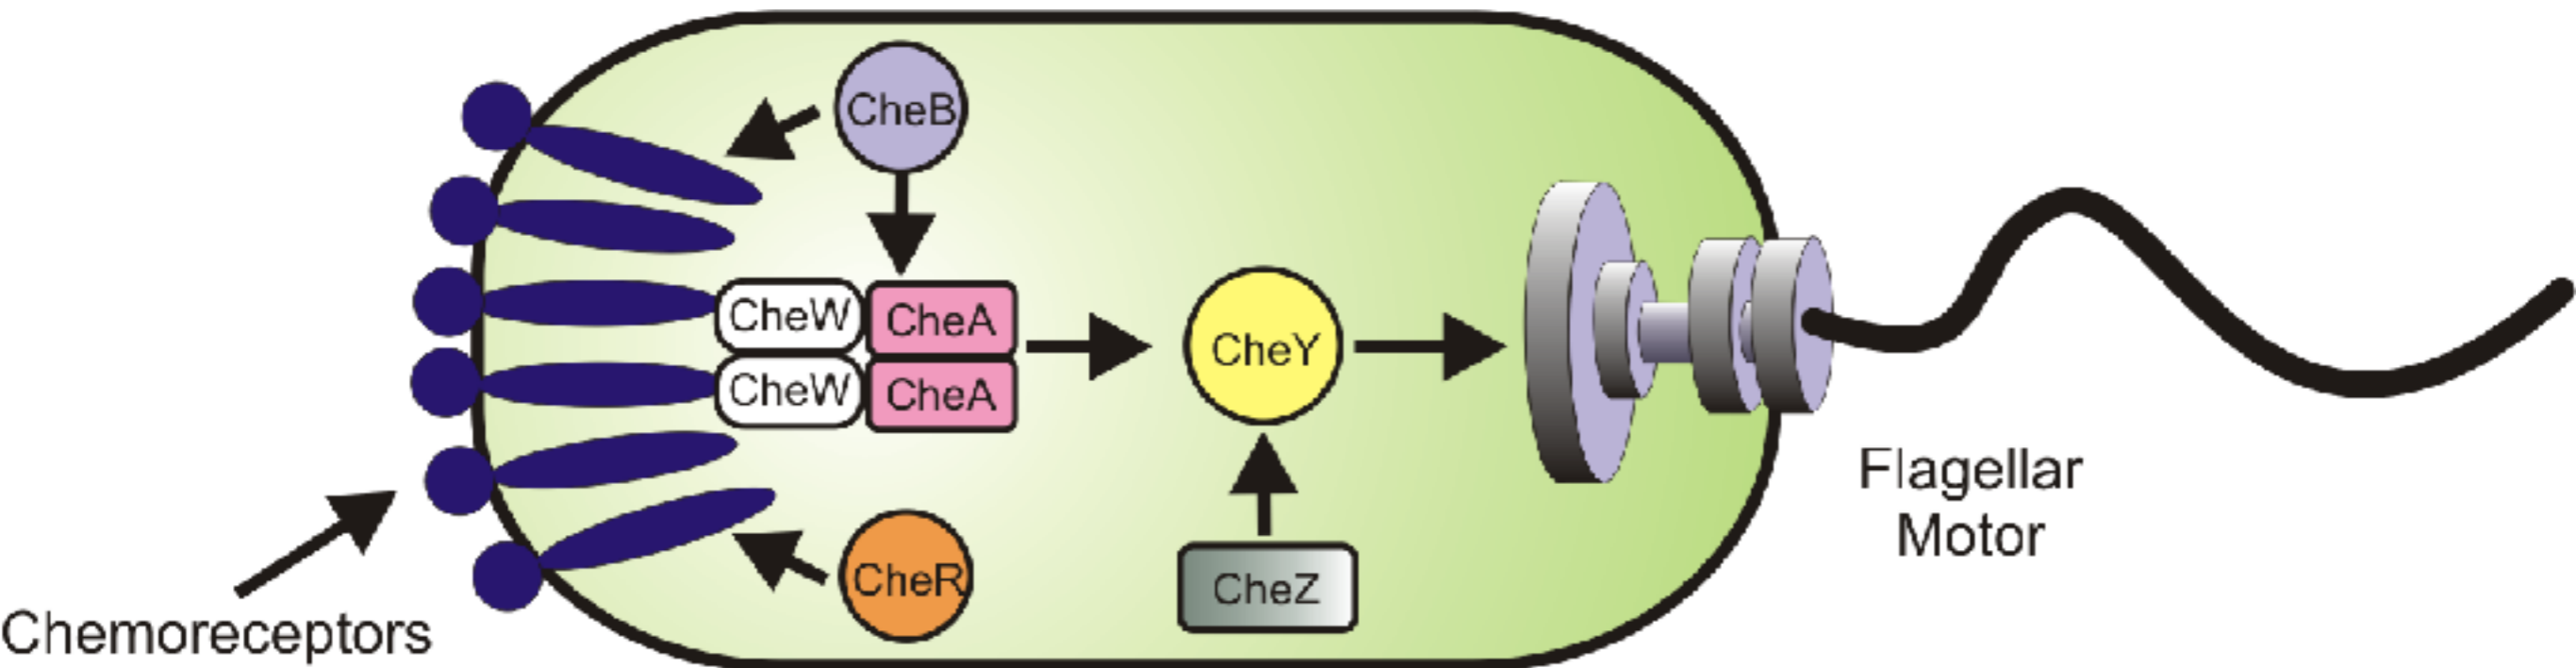 CheB
CheW CheA
CheY
CheW CheA
Flagellar
Motor
CheR
CheZ
Chemoreceptors